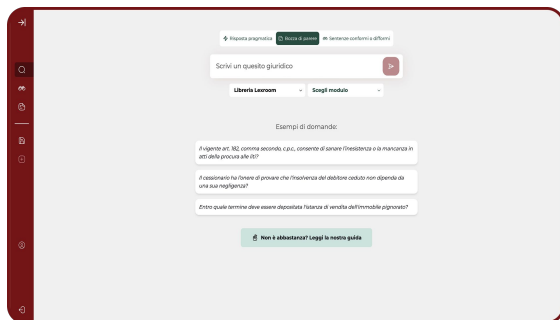 Risposta pragmatica Bozza di parere Sentenze conformi e difformi
Scrivi un quesito giuridico
Libreria Lexroom Scegli modulo
Esempi di domande:
Il vigente art. 182, comma secondo, c.p.c., consente di sanare l'inesistenza o la mancanza in
atti della procura alle liti?
Il cessionario ha l'onere di provare che l'insolvenza del debitore ceduto non dipenda da
una sua negligenza?
Entro quale termine deve essere depositata l'istanza di vendita dell'immobile pignorato?
Non è abbastanza? Leggi la nostra guida